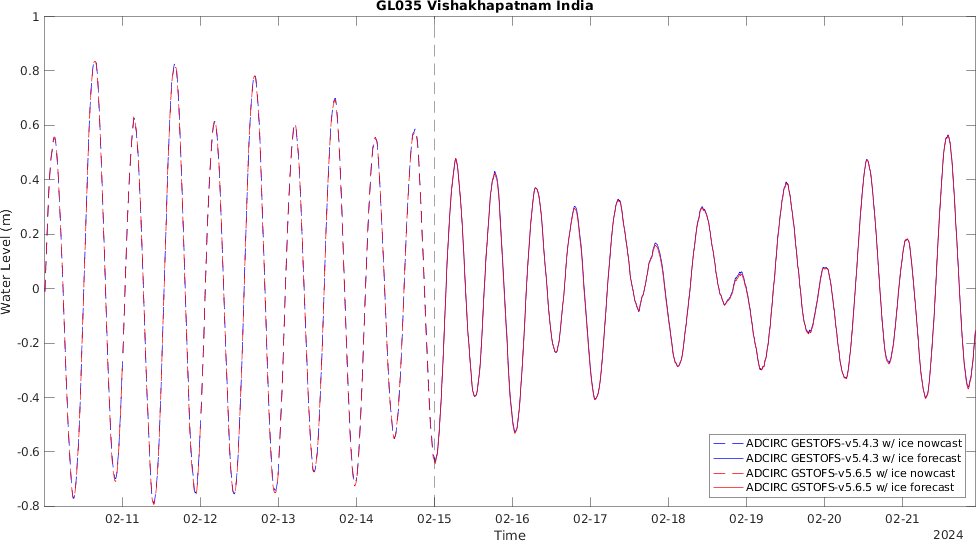 GL035 Vishakhapatnam India
1
0.8
0.6
0.4
0.2
0
-0.2
-0.4
-0.6
-0.8
Water Level (m)
ADCIRC GESTOFS-v5.4.3 w/ ice nowcast
ADCIRC GESTOFS-v5.4.3 w/ ice forecast
ADCIRC GSTOFS-v5.6.5 w/ ice nowcast
ADCIRC GSTOFS-v5.6.5 w/ ice forecast
02-11 02-12 02-13 02-14 02-15 02-16 02-17 02-18 02-19 02-20 02-21
Time
2024